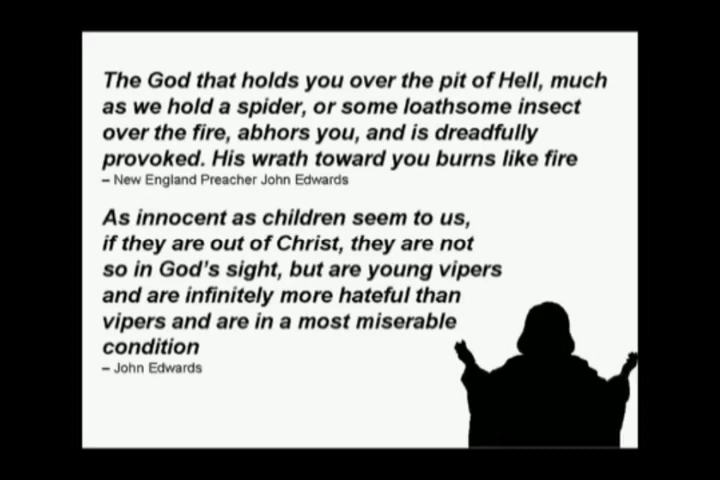 The God that holds you over the pit of Hell, much
as we hold a spider, or some loathsome insect
over the fire, abhors you, and is dreadfully
provoked. His wrath toward you burns like fire
– New England Preacher John Edwards
As innocent as children seem to us,
if they are out of Christ, they are not
so in God's sight, but are young vipers
and are infinitely more hateful than
vipers and are in a most miserable
condition
– John Edwards